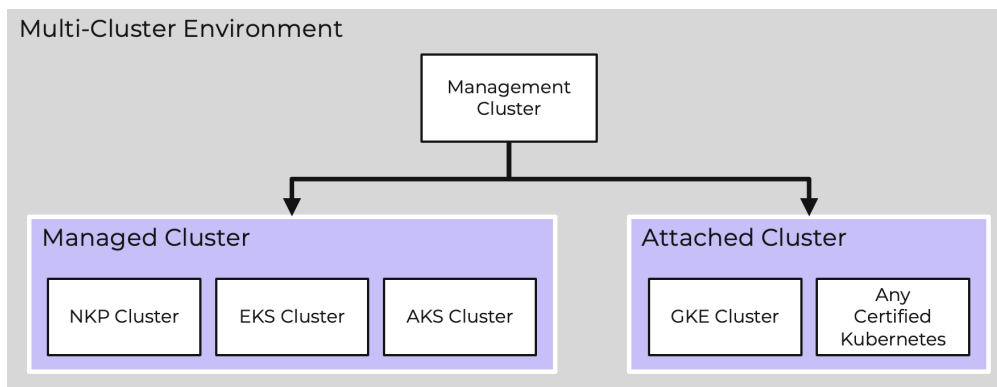 Multi-Cluster Environment
Management
Cluster
Managed Cluster
NKP Cluster
EKS Cluster
AKS Cluster
Attached Cluster
GKE Cluster
Any
Certified
Kubernetes